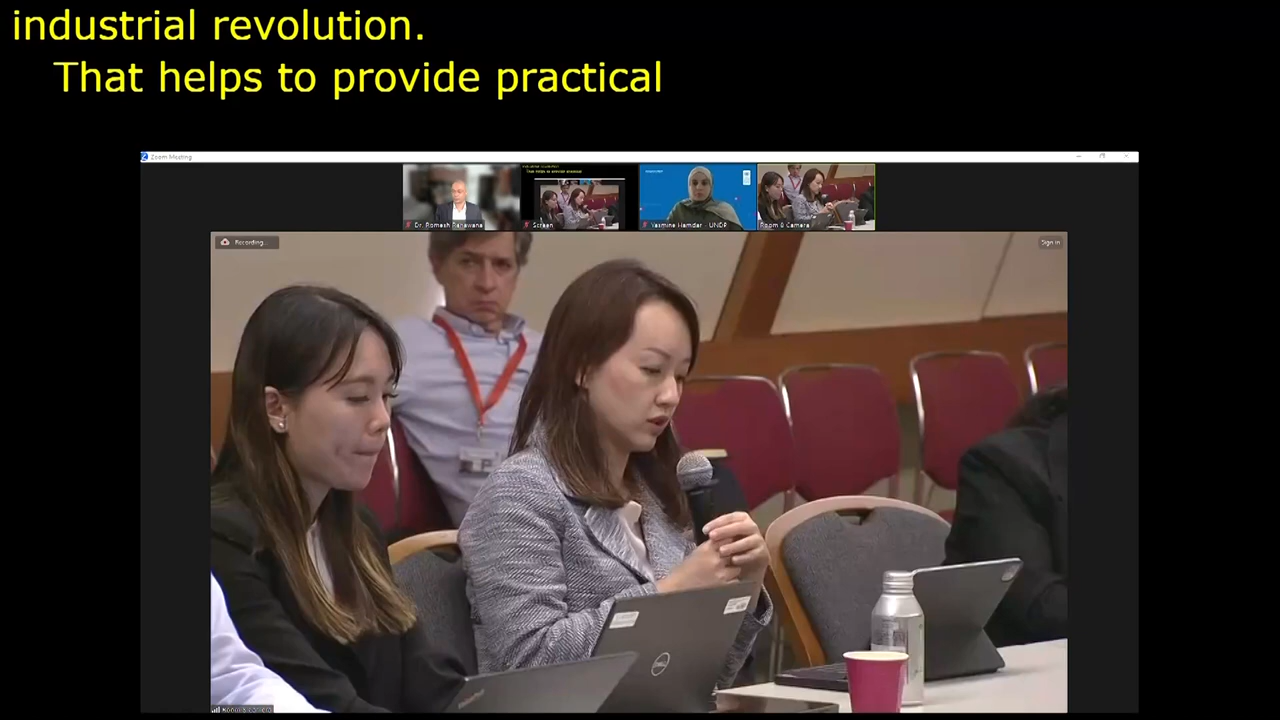 industrial revolution.
That helps to provide practical
Zoom Meeting
Dr. Romesh Ranawana
Screen
Yasmine Hamdar - UNDP
Room 8 Camera
Recording...
Sign in
DELL